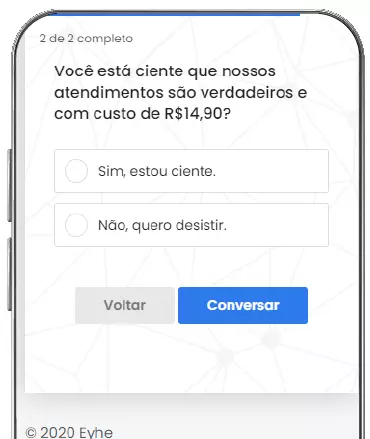 2 de 2 completo
Você está ciente que nossos
atendimentos são verdadeiros e
com custo de R$14,90?
Sim, estou ciente.
Não, quero desistir.
Voltar
Conversar
© 2020 Eyhe